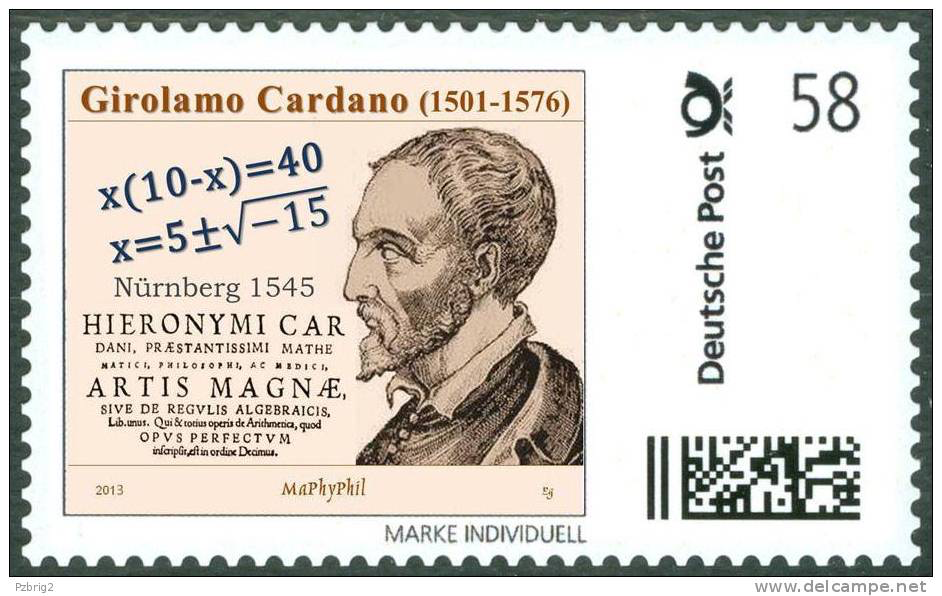 Girolamo Cardano (1501-1576)
x(10-x)=40
x=5±√-15
Nürnberg 1545
HIERONYMI CAR
DANI, PRÆSTANTISSIMI MATHE
MATICI, PHILOSOPHI, AC MEDICI,
ARTIS MAGNÆ,
SIVE DE REGVLIS ALGEBRAICIS,
Lib.unus. Qui & totius operis de Arithmetica, quod
OPVS PERFECTVM
inscripsit, est in ordine Decimus.
2013 MaPhyPhil
MARKE INDIVIDUELL
Deutsche Post
58
Pzbrig2
www.delcampe.net